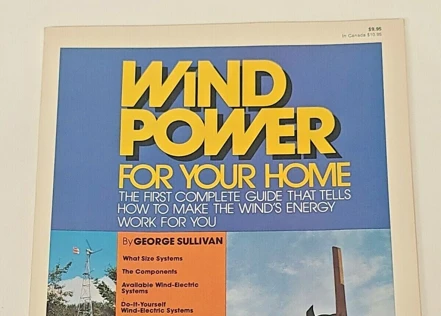 $8.95
In Canada $10.95
WiND
POWER
FOR YOUR HOME
THE FIRST COMPLETE GUIDE THAT TELLS
HOW TO MAKE THE WIND'S ENERGY
WORK FOR YOU
By GEORGE SULLIVAN
What Size Systems
The Components
Available Wind-Electric
Systems
Do-It-Yourself
Wind-Electric Systems